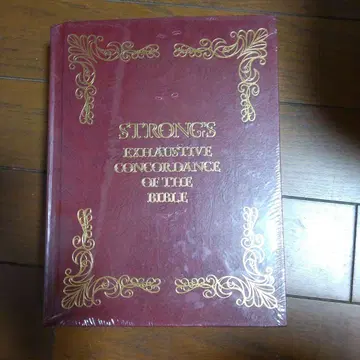 STRONG'S
EXHAUSTIVE
CONCORDANCE
OF THE
BIBLE